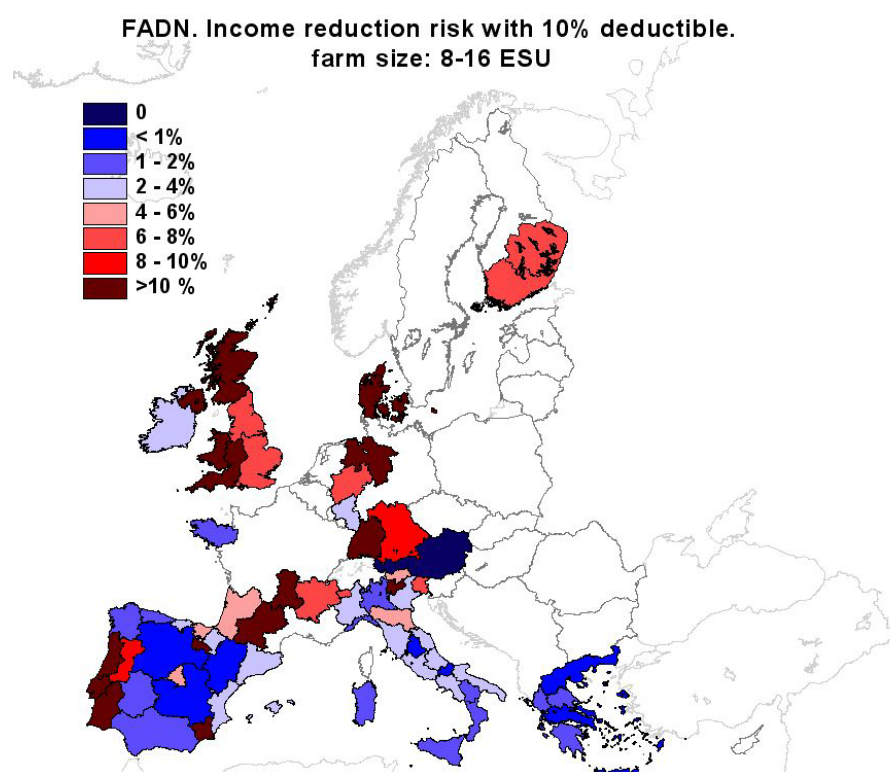 FADN. Income reduction risk with 10% deductible.
farm size: 8-16 ESU
0
< 1%
1 - 2%
2 - 4%
4 - 6%
6 - 8%
8 - 10%
>10 %